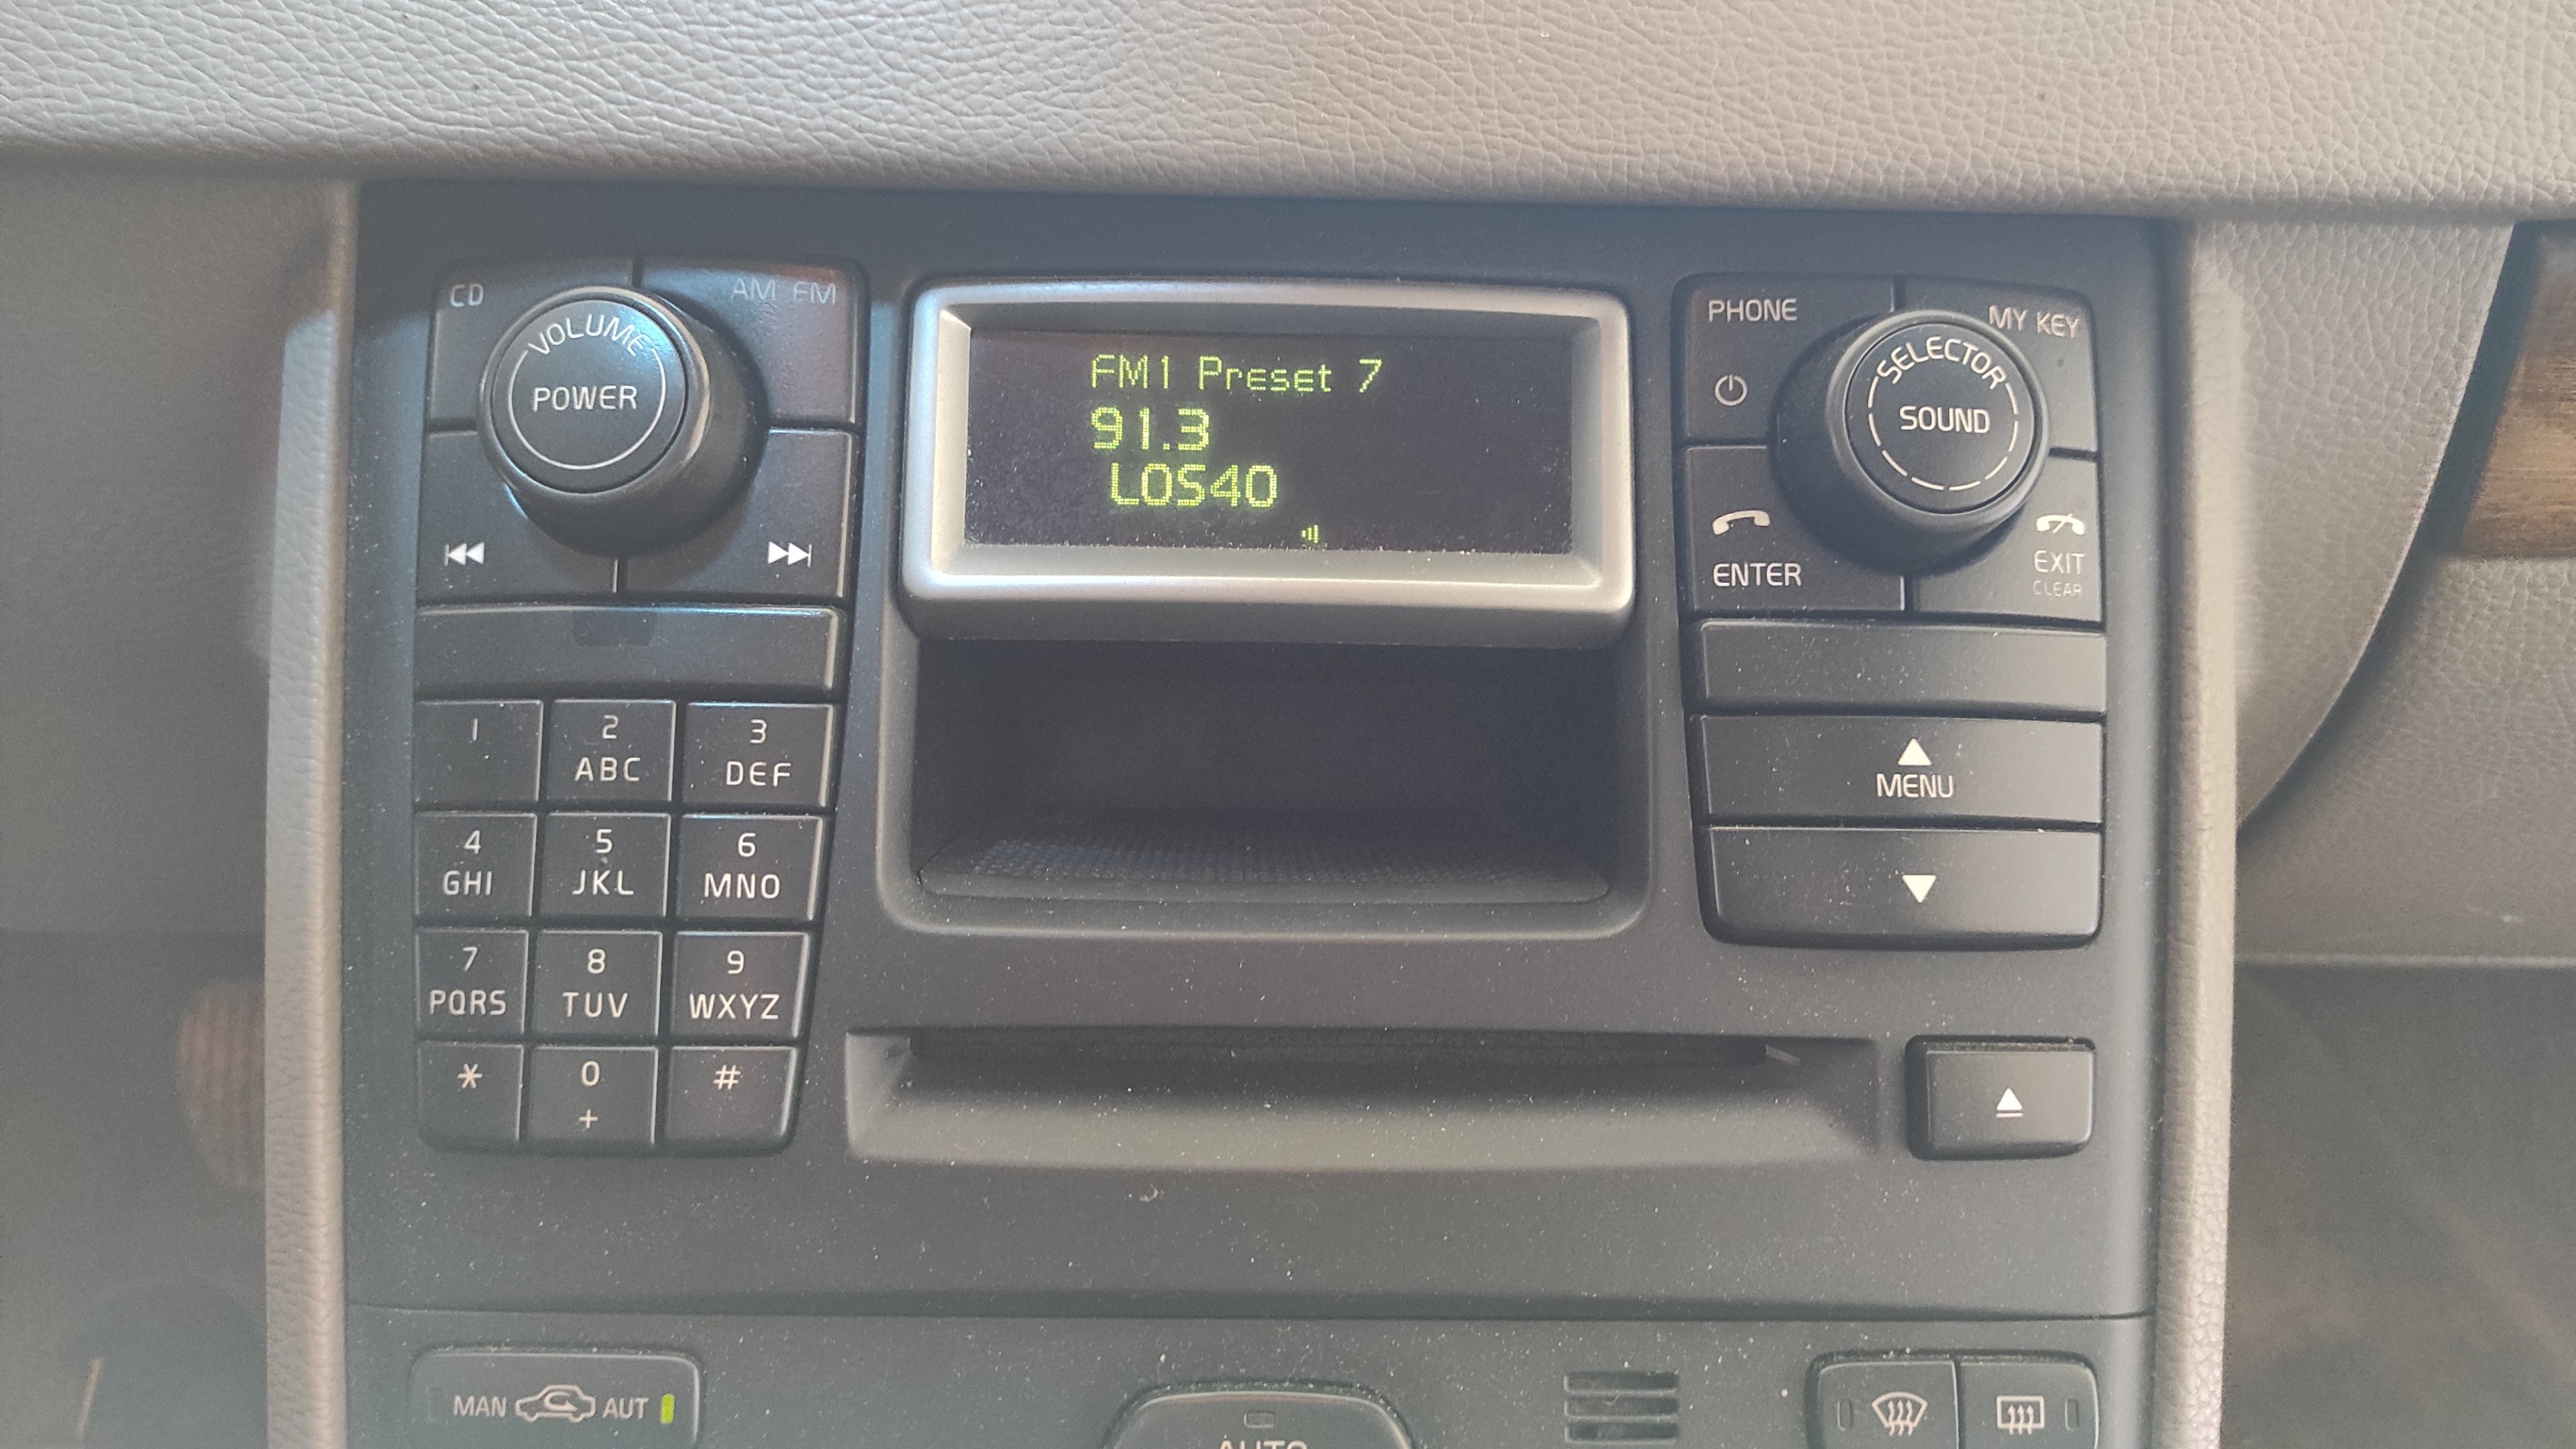 CD
AM FM
VOLUME
POWER
FM1 Preset 7
91.3
LOS40
PHONE
MY KEY
SELECTOR
SOUND
ENTER
EXIT
CLEAR
1
2
ABC
3
DEF
4
GHI
5
JKL
6
MNO
7
PQRS
8
TUV
9
WXYZ
*
0
+
#
MENU
MAN
AUT
AUTO